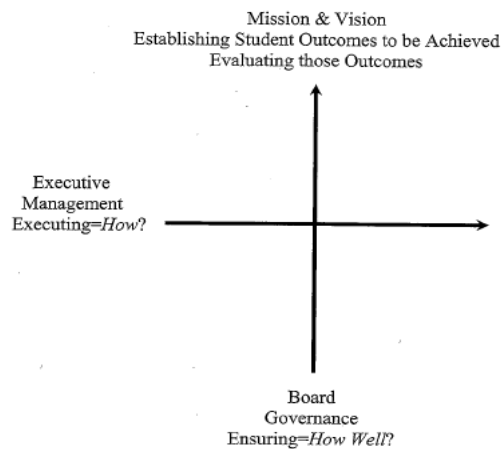 Mission & Vision
Establishing Student Outcomes to be Achieved
Evaluating those Outcomes
Executive
Management
Executing=How?
Board
Governance
Ensuring=How Well?